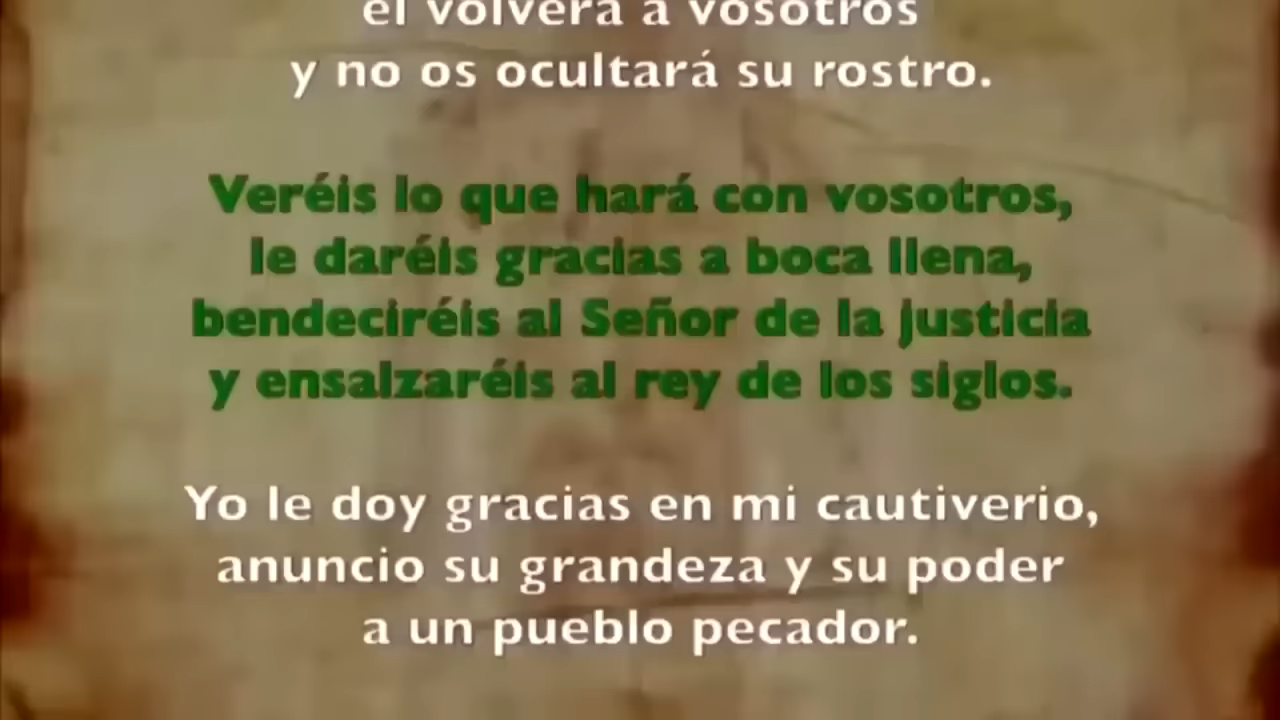 él volverá a vosotros
y no os ocultará su rostro.
Veréis lo que hará con vosotros,
le daréis gracias a boca llena,
bendeciréis al Señor de la justicia
y ensalzaréis al rey de los siglos.
Yo le doy gracias en mi cautiverio,
anuncio su grandeza y su poder
a un pueblo pecador.